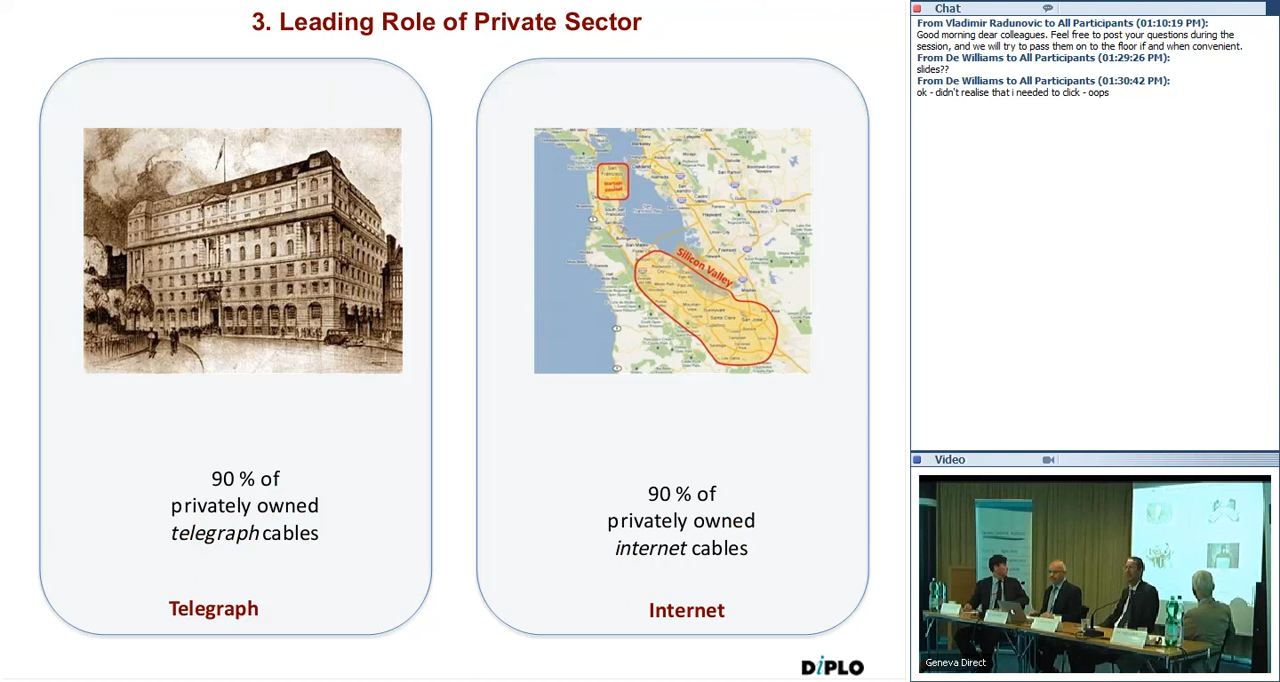 3. Leading Role of Private Sector
San
Francisco
Silicon Valley
90 % of
privately owned
telegraph cables
Telegraph
90 % of
privately owned
internet cables
Internet
DiPLO
Chat
From Vladimir Radunovic to All Participants (01:10:19 PM):
Good morning dear colleagues. Feel free to post your questions during the
session, and we will try to pass them on to the floor if and when convenient.
From De Williams to All Participants (01:29:26 PM):
slides??
From De Williams to All Participants (01:30:42 PM):
ok - didn't realise that i needed to click - oops
Video
Geneva Direct